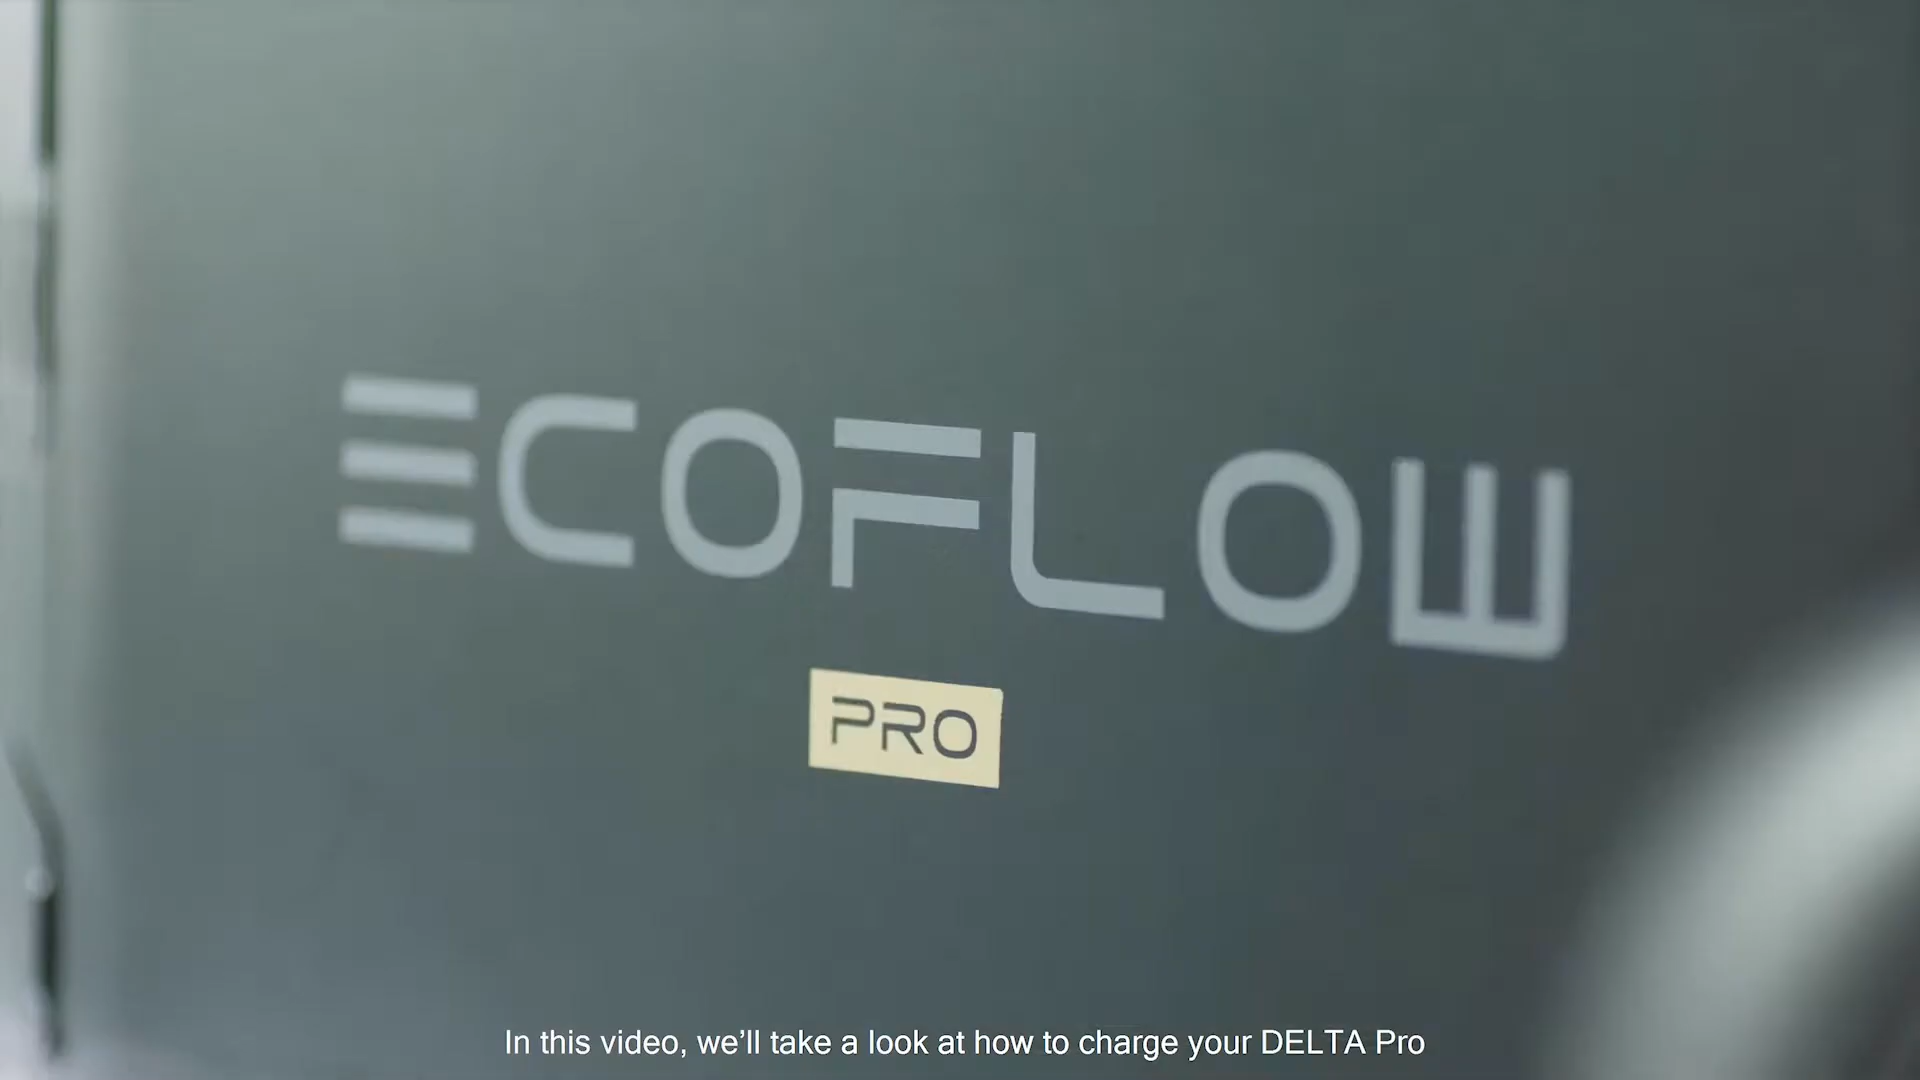 ECOFLOW
PRO
In this video, we’ll take a look at how to charge your DELTA Pro